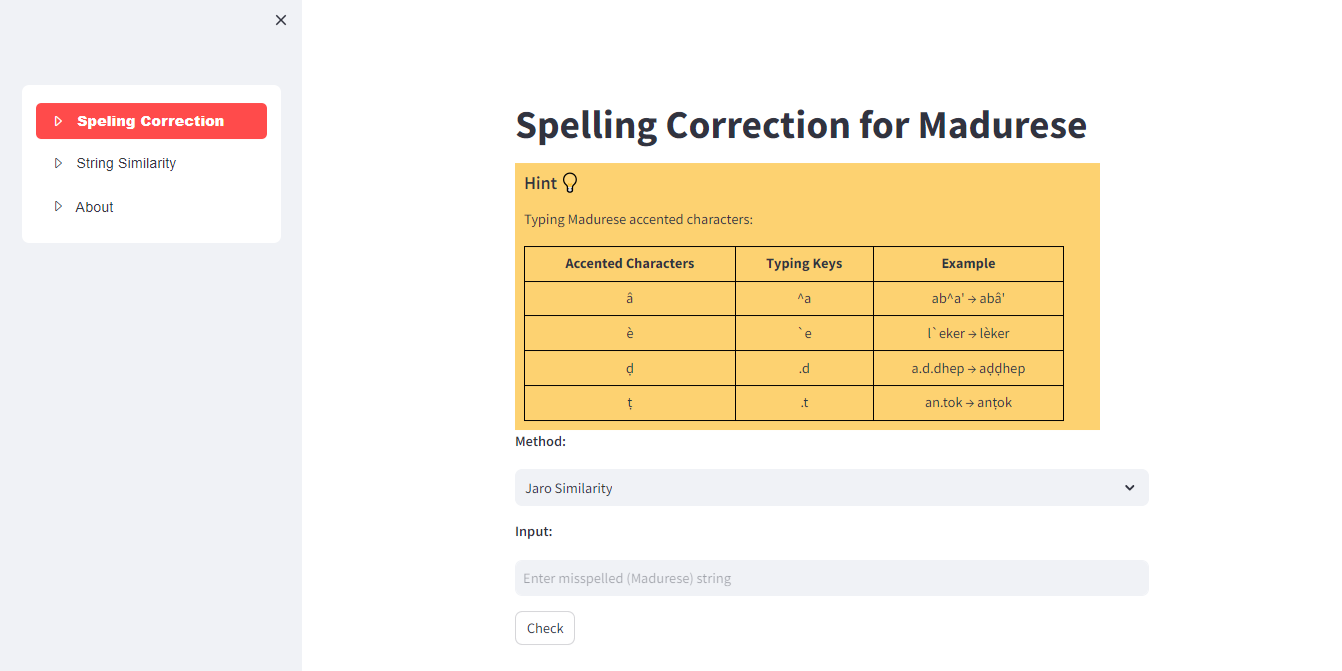 Speling Correction
String Similarity
About
Spelling Correction for Madurese
Hint
Typing Madurese accented characters:
Accented Characters Typing Keys Example
â ^a ab^a' → abâ'
è `e l`eker → lèker
ḍ .d a.d.dhep → aḍḍhep
ṭ .t an.tok → anṭok
Method:
Jaro Similarity
Input:
Enter misspelled (Madurese) string
Check